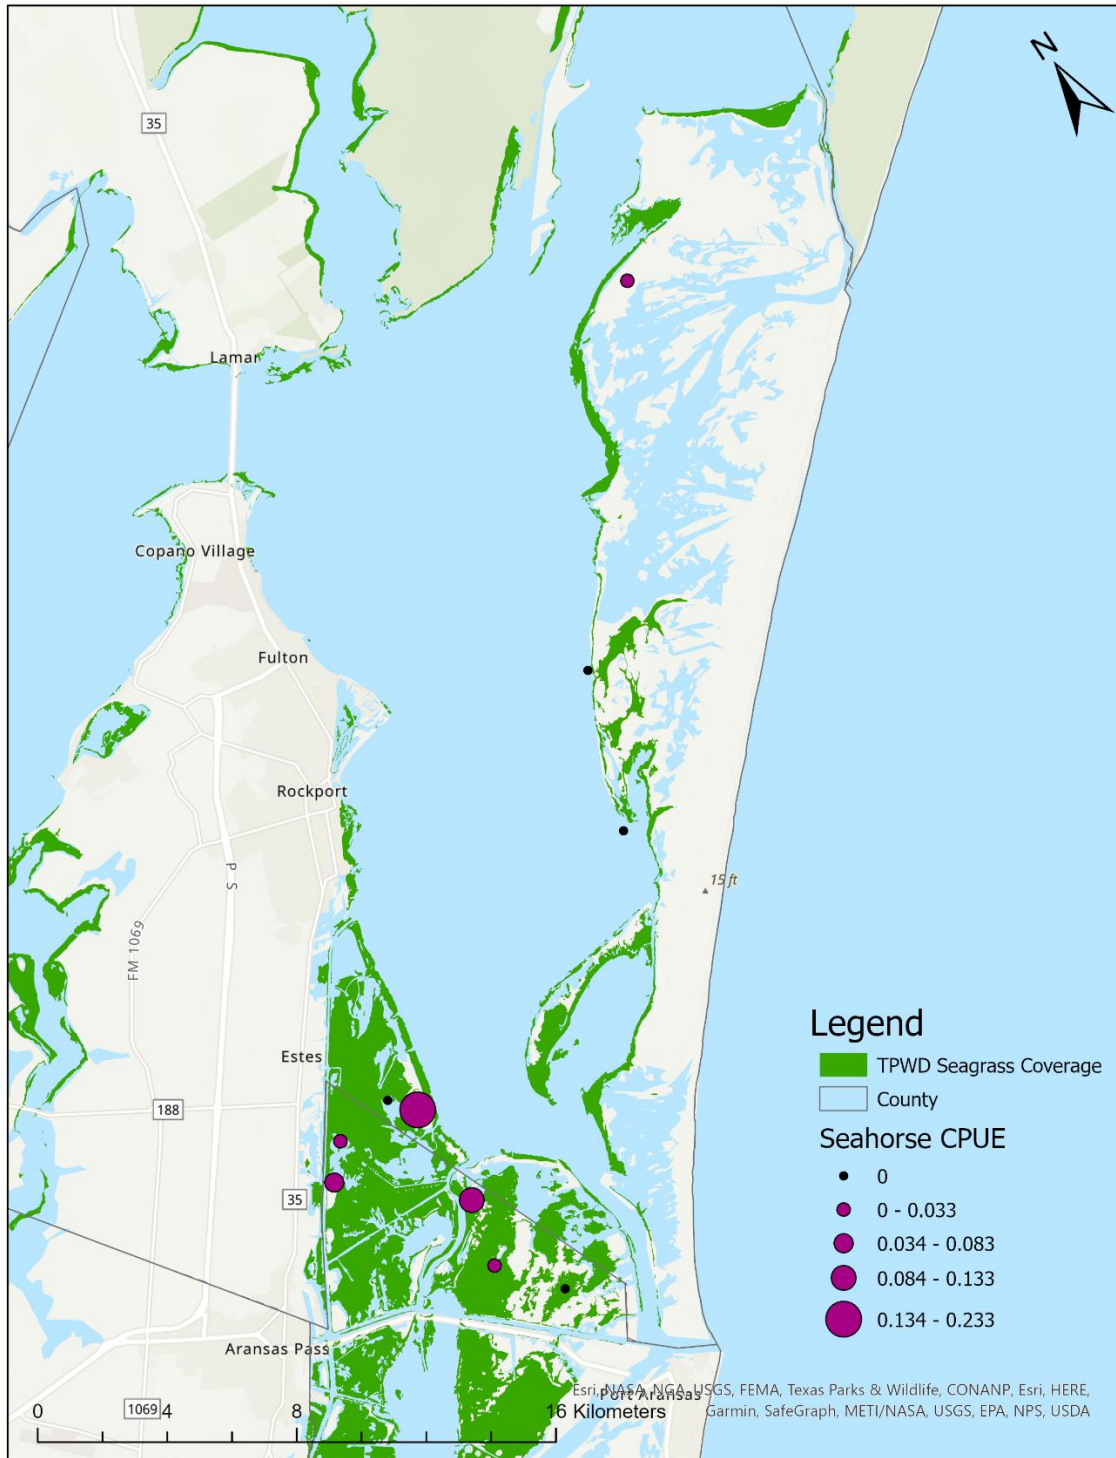 N
35
Lamar
Copano Village
Fulton
Rockport
P S
15 ft
FM 1069
Estes
188
35
Aransas Pass
Port Aransas
1069
0 4 8 16 Kilometers
Legend
TPWD Seagrass Coverage
County
Seahorse CPUE
0
0 - 0.033
0.034 - 0.083
0.084 - 0.133
0.134 - 0.233
Esri, NASA, NGA, USGS, FEMA, Texas Parks & Wildlife, CONANP, Esri, HERE,
Garmin, SafeGraph, METI/NASA, USGS, EPA, NPS, USDA